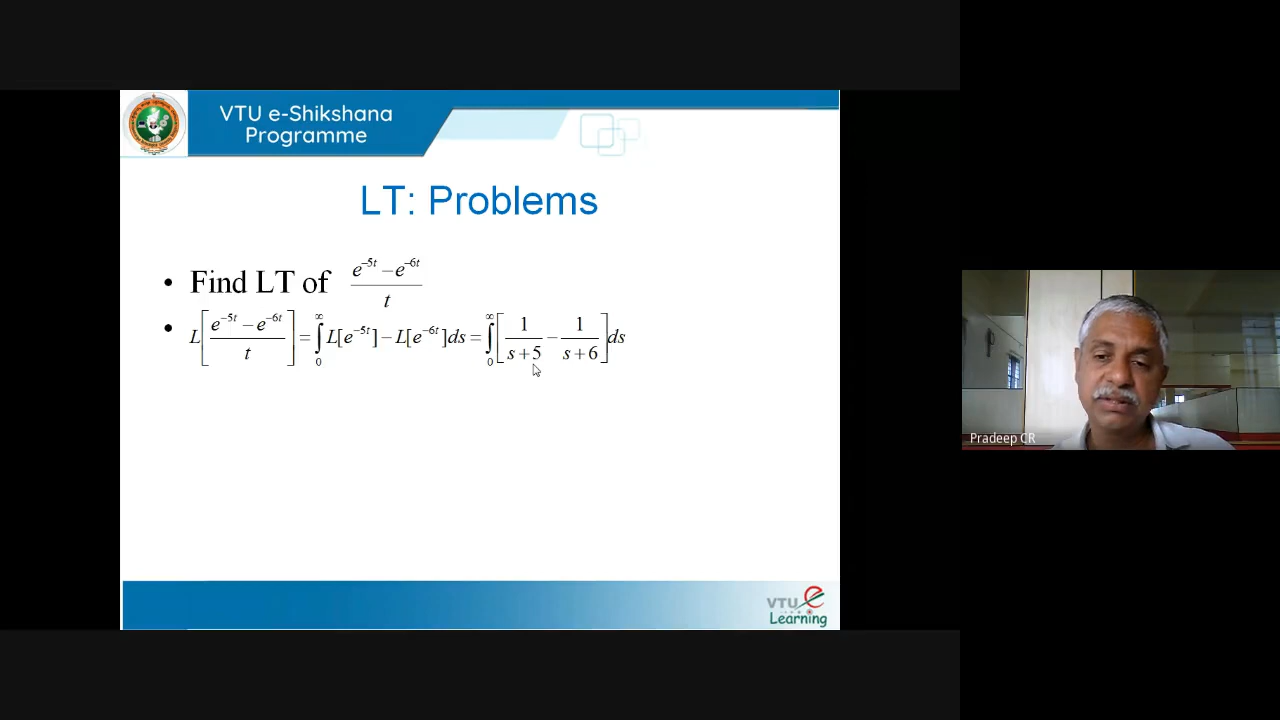 VTU e-Shikshana
Programme
LT: Problems
• Find LT of (e^{-5t} − e^{-6t})/t
• L[(e^{-5t} − e^{-6t})/t] = ∫_0^∞ L[e^{-5t}] − L[e^{-6t}]ds = ∫_0^∞ [1/(s+5) − 1/(s+6)]ds
Pradeep CR
VTU e
Learning